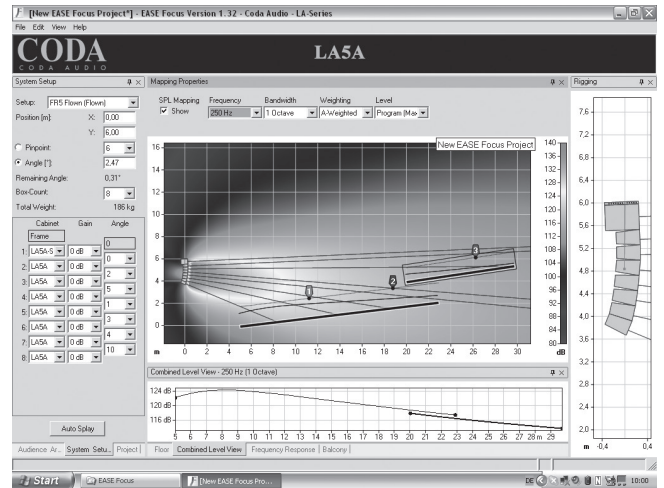 [New EASE Focus Project*] - EASE Focus Version 1.32 - Coda Audio - LA-Series
File Edit View Help
CODA
AUDIO
LA5A
System Setup
Mapping Properties
Rigging
Setup: FR5 Flown (Flown)
Position [m]: X: 0,00
Y: 6,00
Pinpoint: 6
Angle [°]: 2,47
Remaining Angle: 0,31°
Box-Count: 8
Total Weight: 186 kg
Cabinet Gain Angle
Frame 0
1: LA5A-S 0 dB 0
2: LA5A 0 dB 2
3: LA5A 0 dB 5
4: LA5A 0 dB 1
5: LA5A 0 dB 3
6: LA5A 0 dB 4
7: LA5A 0 dB 10
8: LA5A 0 dB
Auto Splay
Audience Ar... System Setu... Project
SPL Mapping Frequency Bandwidth Weighting Level
Show 250 Hz 1 Octave A-Weighted Program (Max
New EASE Focus Project
16
14
12
10
8
6
4
2
0
m 0 2 4 6 8 10 12 14 16 18 20 22 24 26 28 30
1
2
140
136
132
128
124
120
116
112
108
104
100
96
92
88
84
80
dB
Combined Level View - 250 Hz (1 Octave)
124 dB
120 dB
116 dB
5 6 7 8 9 10 11 12 13 14 15 16 17 18 19 20 21 22 23 24 25 26 27 28 m 29
Floor Combined Level View Frequency Response Balcony
7,6
7,2
6,8
6,4
6,0
5,6
5,2
4,8
4,4
4,0
3,6
3,2
2,8
2,4
2,0
m -0,4 0,4
Start EASE Focus [New EASE Focus Pro... DE 10:00